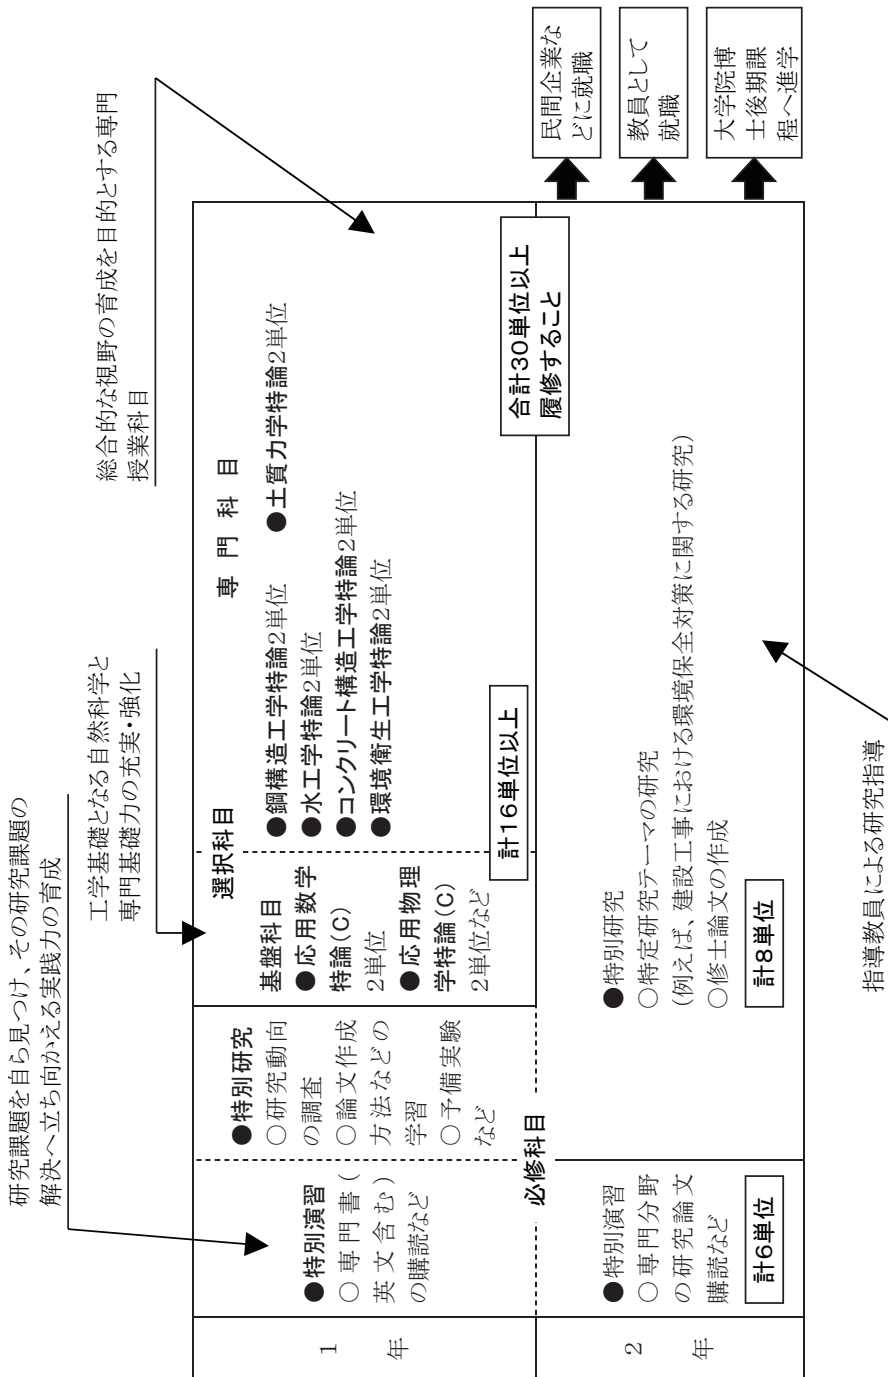 研究課題を自ら見つけ、その研究課題の
解決へ立ち向かえる実践力の育成
工学基礎となる自然科学と
専門基礎力の充実・強化
総合的な視野の育成を目的とする専門
授業科目
1
年
●特別演習
○専門書(
英文含む)
の購読など
●特別研究
○研究動向
の調査
○論文作成
方法などの
学習
○予備実験
など
必修科目
選択科目
基盤科目
●応用数学
特論(C)
2単位
●応用物理
学特論(C)
2単位など
専門科目
●鋼構造工学特論2単位
●水工学特論2単位
●コンクリート構造工学特論2単位
●環境衛生工学特論2単位
●土質力学特論2単位
計16単位以上
合計30単位以上
履修すること
2
年
●特別演習
○専門分野
の研究論文
購読など
計6単位
●特別研究
○特定研究テーマの研究
(例えば、建設工事における環境保全対策に関する研究)
○修士論文の作成
計8単位
民間企業な
どに就職
教員として
就職
大学院博
士後期課
程へ進学
指導教員による研究指導